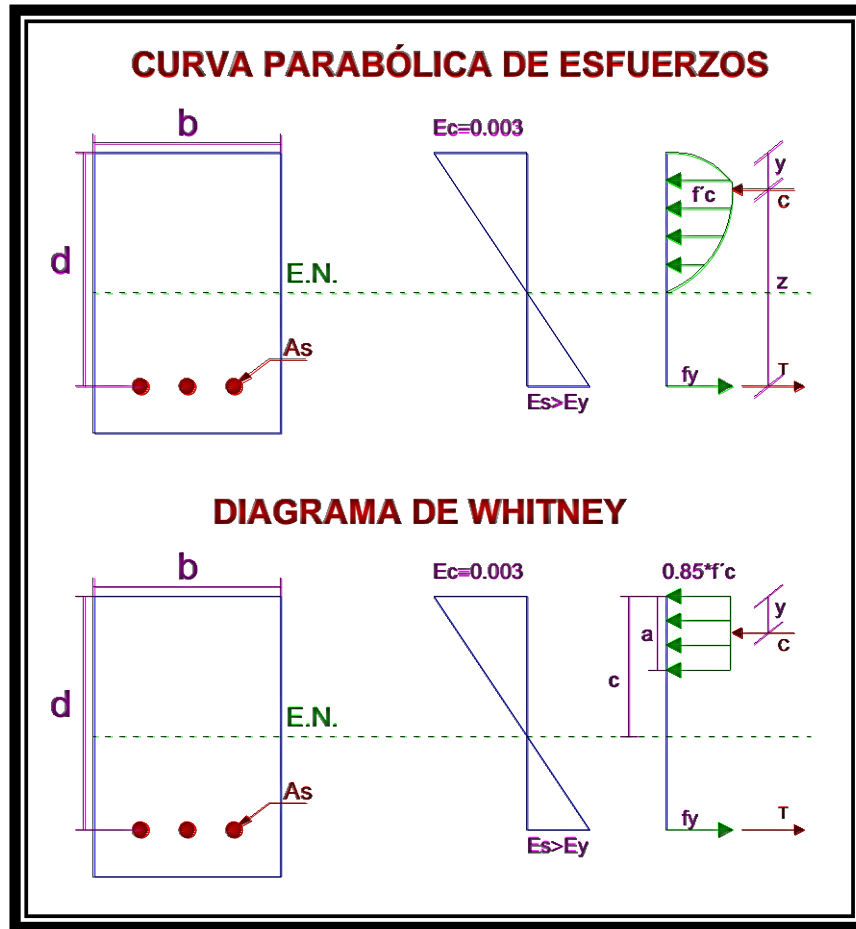 CURVA PARABÓLICA DE ESFUERZOS
b
Ec=0.003
y
f´c
C
d
E.N.
z
As
fy
T
Es>Ey
DIAGRAMA DE WHITNEY
b
Ec=0.003
0.85*f´c
y
a
C
c
d
E.N.
As
fy
T
Es>Ey